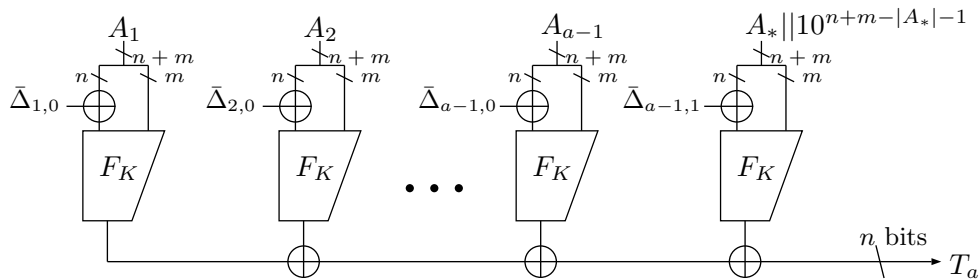 A_1 A_2 A_{a−1} A_*||10^{n+m−|A_*|−1}
n+m n+m n+m n+m
n m n m n m n m
Δ̄_{1,0} Δ̄_{2,0} Δ̄_{a−1,0} Δ̄_{a−1,1}
F_K F_K F_K F_K
• • •
n bits
T_a